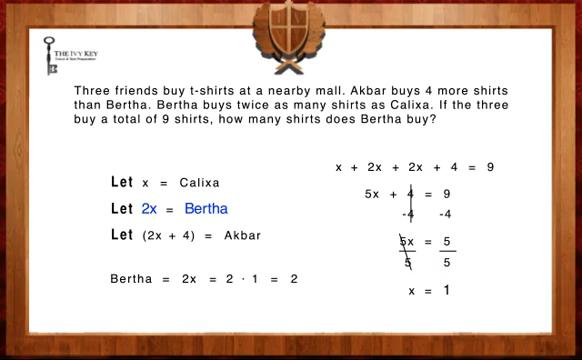 THE IVY KEY
Three friends buy t-shirts at a nearby mall. Akbar buys 4 more shirts
than Bertha. Bertha buys twice as many shirts as Calixa. If the three
buy a total of 9 shirts, how many shirts does Bertha buy?
Let x = Calixa
Let 2x = Bertha
Let (2x + 4) = Akbar
Bertha = 2x = 2 · 1 = 2
x + 2x + 2x + 4 = 9
5x + 4 = 9
-4 -4
5x = 5
5 5
x = 1